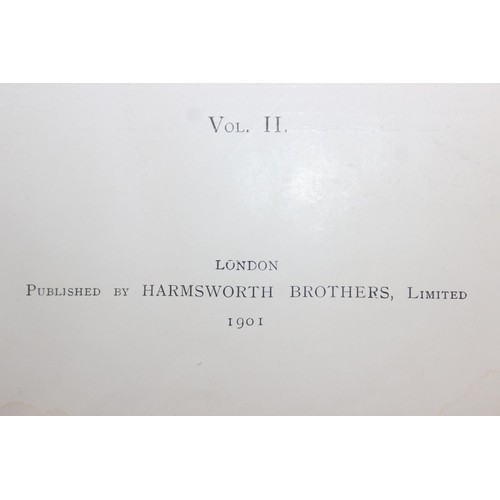 Vol. II.
London
Published by HARMSWORTH BROTHERS, Limited
1901